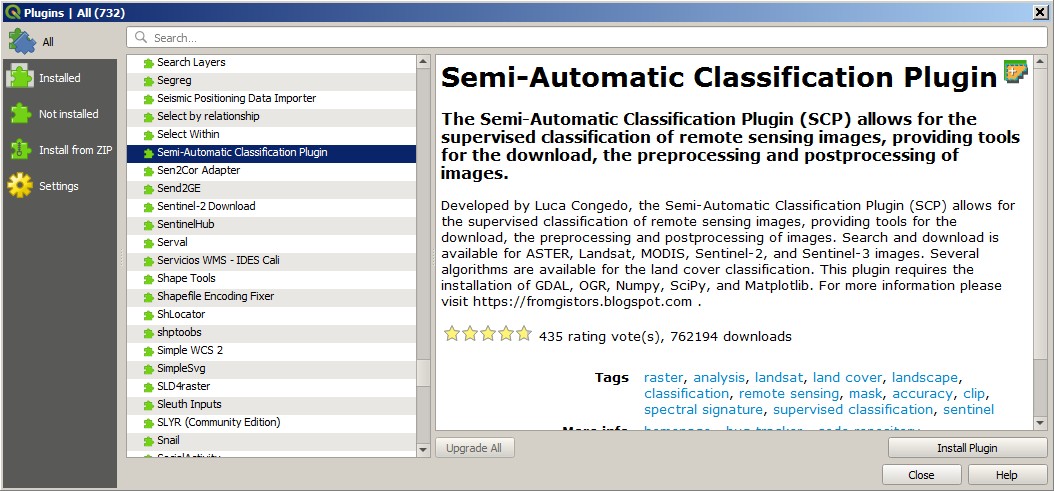 Plugins | All (732)
All
Installed
Not installed
Install from ZIP
Settings
Search...
Search Layers
Segreg
Seismic Positioning Data Importer
Select by relationship
Select Within
Semi-Automatic Classification Plugin
Sen2Cor Adapter
Send2GE
Sentinel-2 Download
SentinelHub
Serval
Servicios WMS - IDES Cali
Shape Tools
Shapefile Encoding Fixer
ShLocator
shptoobs
Simple WCS 2
SimpleSvg
SLD4raster
Sleuth Inputs
SLYR (Community Edition)
Snail
SocialActivity
Semi-Automatic Classification Plugin
The Semi-Automatic Classification Plugin (SCP) allows for the
supervised classification of remote sensing images, providing tools
for the download, the preprocessing and postprocessing of
images.
Developed by Luca Congedo, the Semi-Automatic Classification Plugin (SCP) allows for
the supervised classification of remote sensing images, providing tools for the
download, the preprocessing and postprocessing of images. Search and download is
available for ASTER, Landsat, MODIS, Sentinel-2, and Sentinel-3 images. Several
algorithms are available for the land cover classification. This plugin requires the
installation of GDAL, OGR, Numpy, SciPy, and Matplotlib. For more information please
visit https://fromgistors.blogspot.com .
435 rating vote(s), 762194 downloads
Tags raster, analysis, landsat, land cover, landscape,
classification, remote sensing, mask, accuracy, clip,
spectral signature, supervised classification, sentinel
More info homepage bug tracker code repository
Upgrade All
Install Plugin
Close
Help